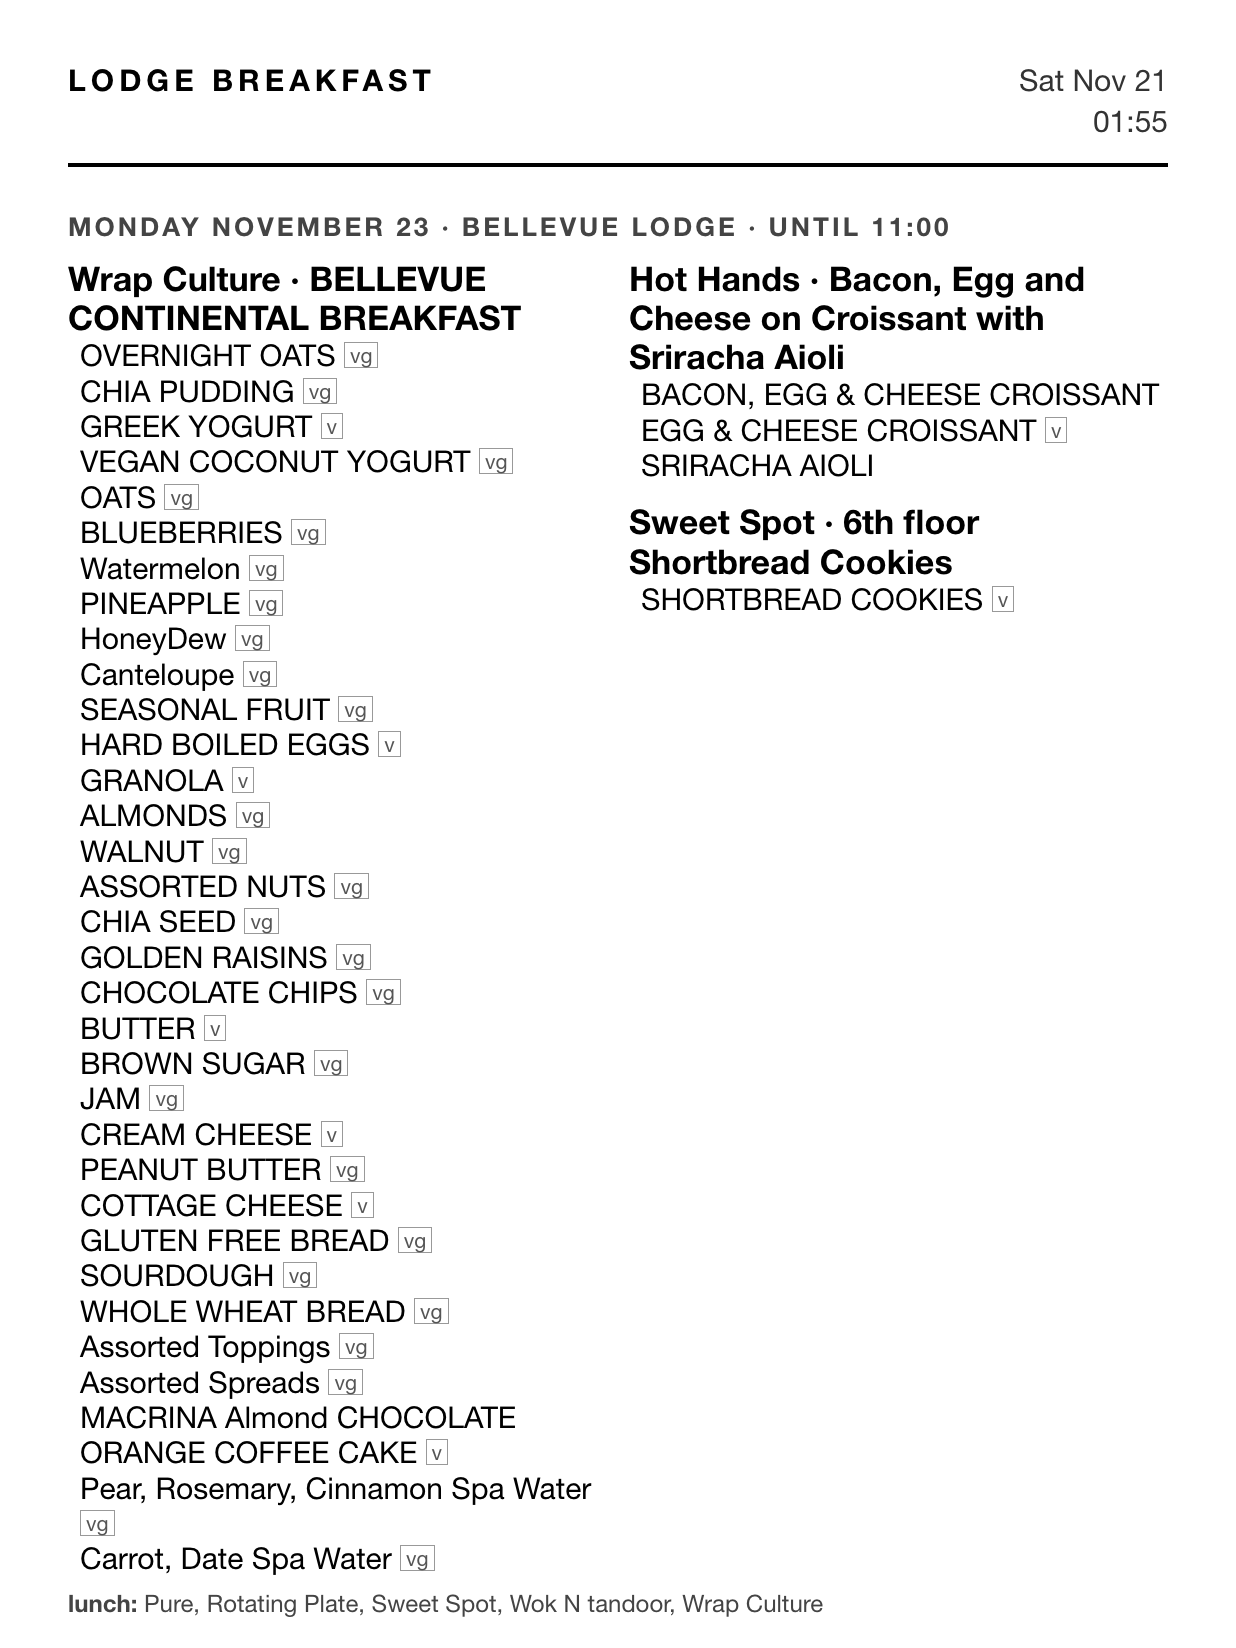 LODGE BREAKFAST
Sat Nov 21
01:55
MONDAY NOVEMBER 23 · BELLEVUE LODGE · UNTIL 11:00
Wrap Culture · BELLEVUE
CONTINENTAL BREAKFAST
OVERNIGHT OATS vg
CHIA PUDDING vg
GREEK YOGURT v
VEGAN COCONUT YOGURT vg
OATS vg
BLUEBERRIES vg
Watermelon vg
PINEAPPLE vg
HoneyDew vg
Canteloupe vg
SEASONAL FRUIT vg
HARD BOILED EGGS v
GRANOLA v
ALMONDS vg
WALNUT vg
ASSORTED NUTS vg
CHIA SEED vg
GOLDEN RAISINS vg
CHOCOLATE CHIPS vg
BUTTER v
BROWN SUGAR vg
JAM vg
CREAM CHEESE v
PEANUT BUTTER vg
COTTAGE CHEESE v
GLUTEN FREE BREAD vg
SOURDOUGH vg
WHOLE WHEAT BREAD vg
Assorted Toppings vg
Assorted Spreads vg
MACRINA Almond CHOCOLATE
ORANGE COFFEE CAKE v
Pear, Rosemary, Cinnamon Spa Water
vg
Carrot, Date Spa Water vg
Hot Hands · Bacon, Egg and
Cheese on Croissant with
Sriracha Aioli
BACON, EGG & CHEESE CROISSANT
EGG & CHEESE CROISSANT v
SRIRACHA AIOLI
Sweet Spot · 6th floor
Shortbread Cookies
SHORTBREAD COOKIES v
lunch: Pure, Rotating Plate, Sweet Spot, Wok N tandoor, Wrap Culture